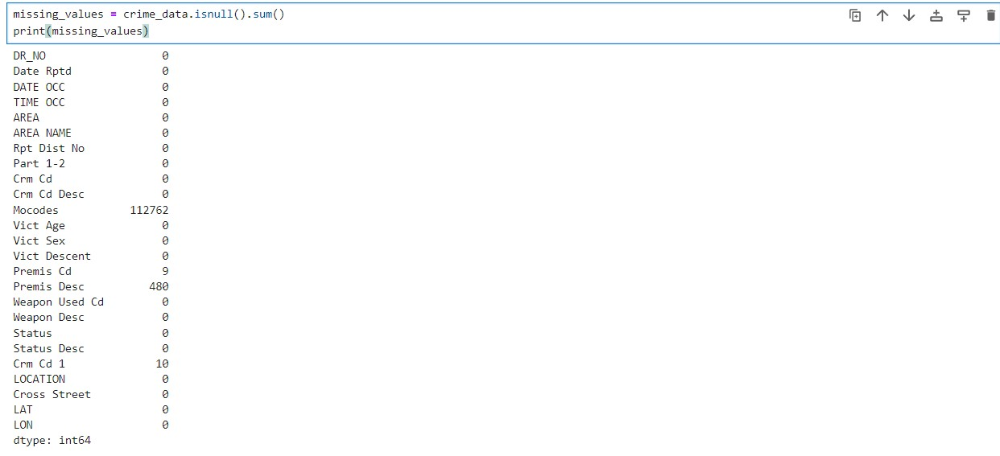 missing_values = crime_data.isnull().sum()
print(missing_values)
DR_NO 0
Date Rptd 0
DATE OCC 0
TIME OCC 0
AREA 0
AREA NAME 0
Rpt Dist No 0
Part 1-2 0
Crm Cd 0
Crm Cd Desc 0
Mocodes 112762
Vict Age 0
Vict Sex 0
Vict Descent 0
Premis Cd 9
Premis Desc 480
Weapon Used Cd 0
Weapon Desc 0
Status 0
Status Desc 0
Crm Cd 1 10
LOCATION 0
Cross Street 0
LAT 0
LON 0
dtype: int64